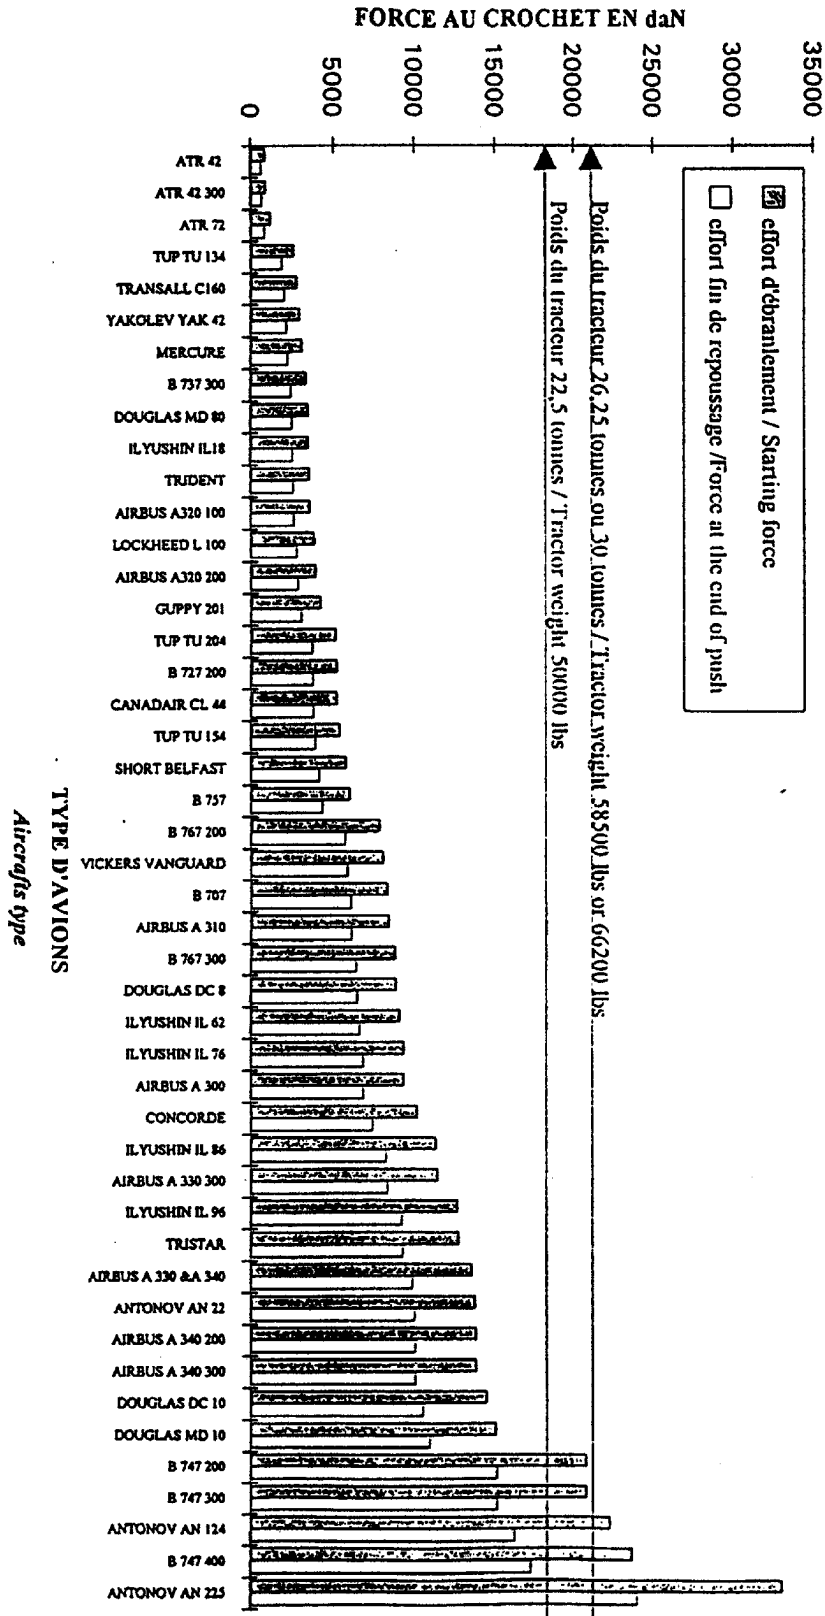 FORCE AU CROCHET EN daN
0
5000
10000
15000
20000
25000
30000
35000
effort d'ébranlement / Starting force
effort fin de repoussage /Force at the end of push
Poids du tracteur 26,25 tonnes ou 30 tonnes / Tractor weight 58500 lbs or 66200 lbs
Poids du tracteur 22,5 tonnes / Tractor weight 50000 lbs
ATR 42
ATR 42 300
ATR 72
TUP TU 134
TRANSALL C160
YAKOLEV YAK 42
MERCURE
B 737 300
DOUGLAS MD 80
ILYUSHIN IL18
TRIDENT
AIRBUS A320 100
LOCKHEED L 100
AIRBUS A320 200
GUPPY 201
TUP TU 204
B 727 200
CANADAIR CL 44
TUP TU 154
SHORT BELFAST
B 757
B 767 200
VICKERS VANGUARD
B 707
AIRBUS A 310
B 767 300
DOUGLAS DC 8
ILYUSHIN IL 62
ILYUSHIN IL 76
AIRBUS A 300
CONCORDE
ILYUSHIN IL 86
AIRBUS A 330 300
ILYUSHIN IL 96
TRISTAR
AIRBUS A 330 &A 340
ANTONOV AN 22
AIRBUS A 340 200
AIRBUS A 340 300
DOUGLAS DC 10
DOUGLAS MD 10
B 747 200
B 747 300
ANTONOV AN 124
B 747 400
ANTONOV AN 225
TYPE D'AVIONS
Aircrafts type